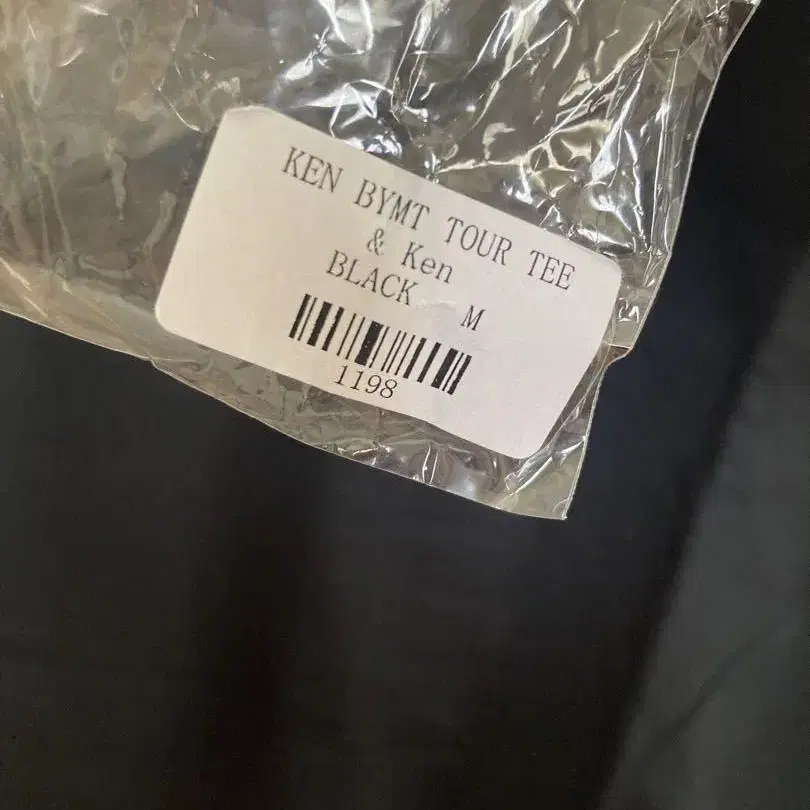 KEN BYMT TOUR TEE
& Ken
BLACK M
1198